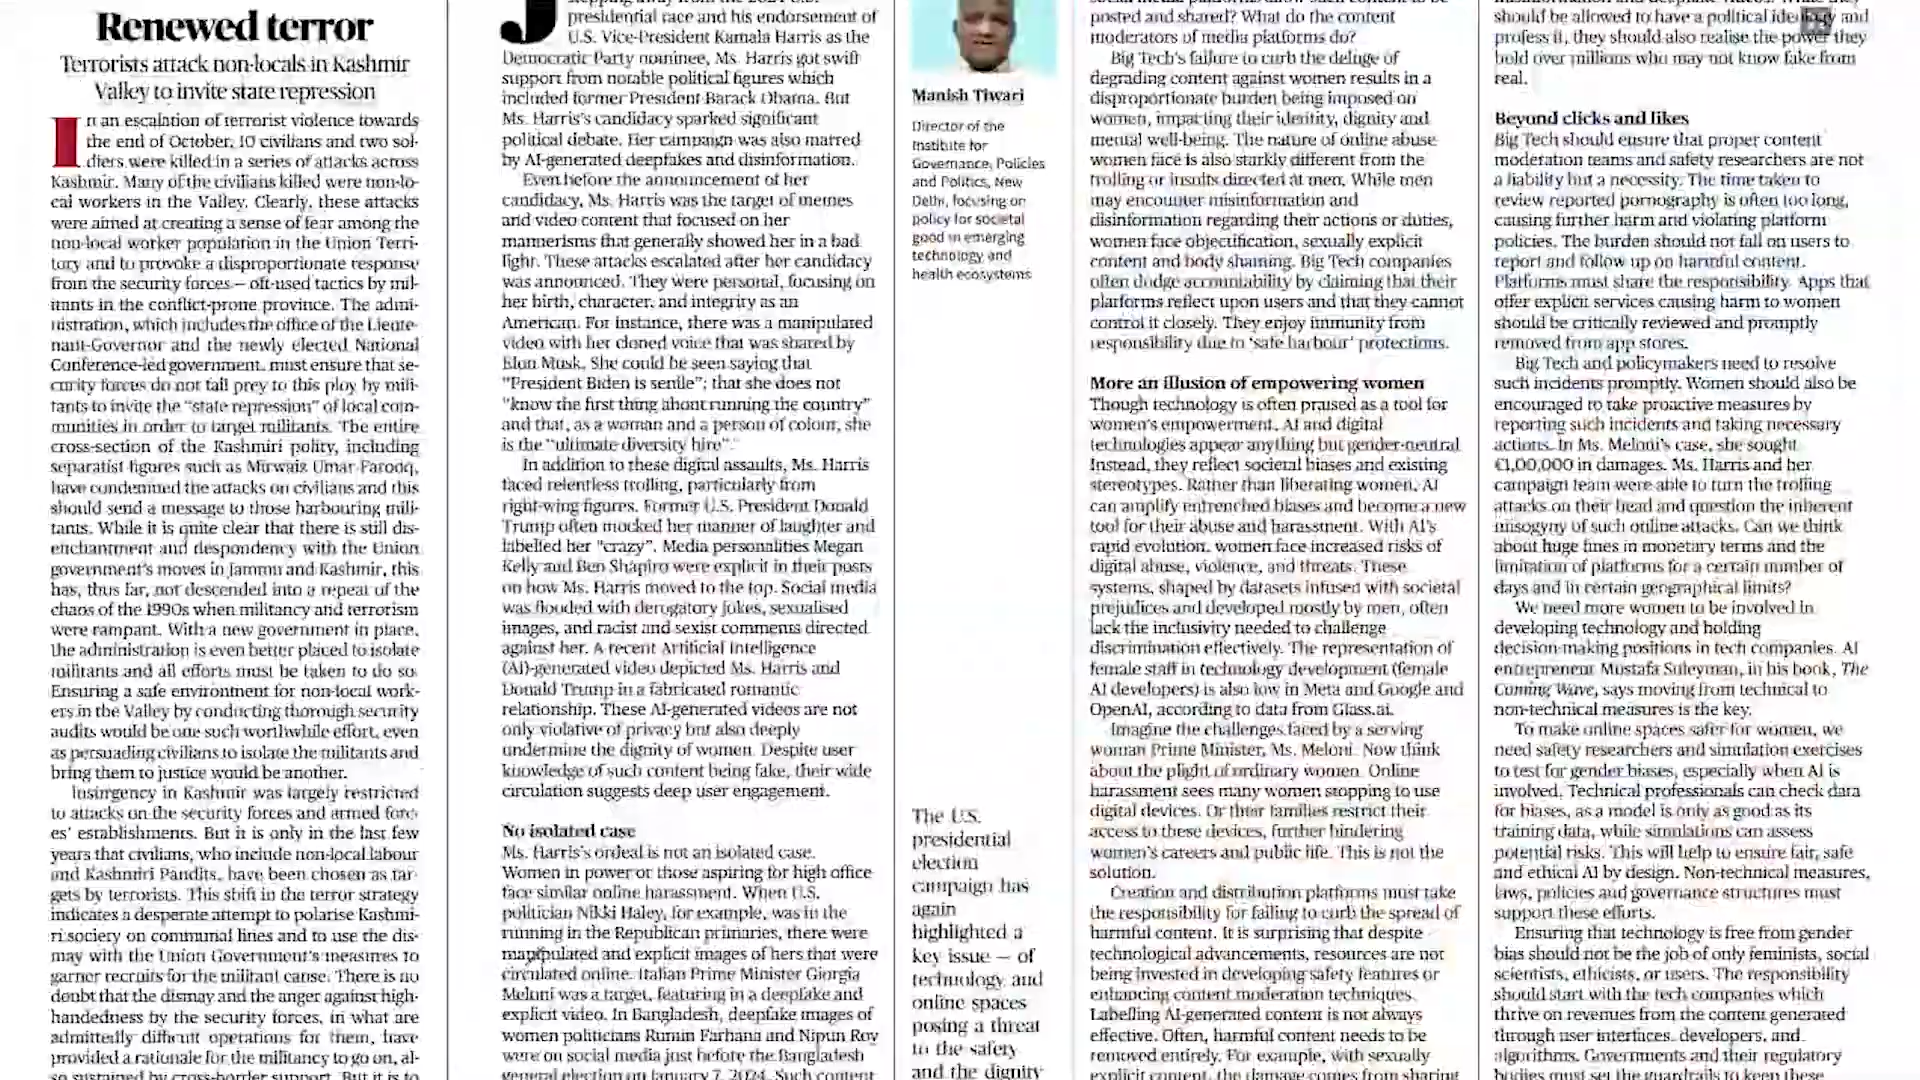 Renewed terror
Terrorists attack non-locals in Kashmir
Valley to invite state repression
In an escalation of terrorist violence towards
the end of October, 10 civilians and two sol-
diers were killed in a series of attacks across
Kashmir. Many of the civilians killed were non-lo-
cal workers in the Valley. Clearly, these attacks
were aimed at creating a sense of fear among the
non-local worker population in the Union Terri-
tory and to provoke a disproportionate response
from the security forces — oft-used tactics by mil-
itants in the conflict-prone province. The admi-
nistration, which includes the office of the Lieute-
nant-Governor and the newly elected National
Conference-led government, must ensure that se-
curity forces do not fall prey to this ploy by mili-
tants to invite the “state repression” of local com-
munities in order to target militants. The entire
cross-section of the Kashmiri polity, including
separatist figures such as Mirwaiz Umar Farooq,
have condemned the attacks on civilians and this
should send a message to those harbouring mili-
tants. While it is quite clear that there is still dis-
enchantment and despondency with the Union
government’s moves in Jammu and Kashmir, this
has, thus far, not descended into a repeat of the
chaos of the 1990s when militancy and terrorism
were rampant. With a new government in place,
the administration is even better placed to isolate
militants and all efforts must be taken to do so.
Ensuring a safe environment for non-local work-
ers in the Valley by conducting thorough security
audits would be one such worthwhile effort, even
as persuading civilians to isolate the militants and
bring them to justice would be another.
Insurgency in Kashmir was largely restricted
to attacks on the security forces and armed forc-
es’ establishments. But it is only in the last few
years that civilians, who include non-local labour
and Kashmiri Pandits, have been chosen as tar-
gets by terrorists. This shift in the terror strategy
indicates a desperate attempt to polarise Kashmi-
ri society on communal lines and to use the dis-
may with the Union Government’s measures to
garner recruits for the militant cause. There is no
doubt that the dismay and the anger against high-
handedness by the security forces, in what are
admittedly difficult operations for them, have
provided a rationale for the militancy to go on, al-
so sustained by cross-border support. But it is to
J
presidential race and his endorsement of
U.S. Vice-President Kamala Harris as the
Democratic Party nominee, Ms. Harris got swift
support from notable political figures which
included former President Barack Obama. But
Ms. Harris’s candidacy sparked significant
political debate. Her campaign was also marred
by AI-generated deepfakes and disinformation.
Even before the announcement of her
candidacy, Ms. Harris was the target of memes
and video content that focused on her
mannerisms that generally showed her in a bad
light. These attacks escalated after her candidacy
was announced. They were personal, focusing on
her birth, character, and integrity as an
American. For instance, there was a manipulated
video with her cloned voice that was shared by
Elon Musk. She could be seen saying that
“President Biden is senile”; that she does not
“know the first thing about running the country”
and that, as a woman and a person of colour, she
is the “ultimate diversity hire”.
In addition to these digital assaults, Ms. Harris
faced relentless trolling, particularly from
right-wing figures. Former U.S. President Donald
Trump often mocked her manner of laughter and
labelled her “crazy”. Media personalities Megan
Kelly and Ben Shapiro were explicit in their posts
on how Ms. Harris moved to the top. Social media
was flooded with derogatory jokes, sexualised
images, and racist and sexist comments directed
against her. A recent Artificial Intelligence
(AI)-generated video depicted Ms. Harris and
Donald Trump in a fabricated romantic
relationship. These AI-generated videos are not
only violative of privacy but also deeply
undermine the dignity of women. Despite user
knowledge of such content being fake, their wide
circulation suggests deep user engagement.
No isolated case
Ms. Harris’s ordeal is not an isolated case.
Women in power or those aspiring for high office
face similar online harassment. When U.S.
politician Nikki Haley, for example, was in the
running in the Republican primaries, there were
manipulated and explicit images of hers that were
circulated online. Italian Prime Minister Giorgia
Meloni was a target, featuring in a deepfake and
explicit video. In Bangladesh, deepfake images of
women politicians Rumin Farhana and Nipun Roy
were on social media just before the Bangladesh
general election on January 7, 2024. Such content
Manish Tiwari
Director of the
Institute for
Governance, Policies
and Politics, New
Delhi, focusing on
policy for societal
good in emerging
technology and
health ecosystems
The U.S.
presidential
election
campaign has
again
highlighted a
key issue — of
technology and
online spaces
posing a threat
to the safety
and the dignity
posted and shared? What do the content
moderators of media platforms do?
Big Tech’s failure to curb the deluge of
degrading content against women results in a
disproportionate burden being imposed on
women, impacting their identity, dignity and
mental well-being. The nature of online abuse
women face is also starkly different from the
trolling or insults directed at men. While men
may encounter misinformation and
disinformation regarding their actions or duties,
women face objectification, sexually explicit
content and body shaming. Big Tech companies
often dodge accountability by claiming that their
platforms reflect upon users and that they cannot
control it closely. They enjoy immunity from
responsibility due to ‘safe harbour’ protections.
More an illusion of empowering women
Though technology is often praised as a tool for
women’s empowerment, AI and digital
technologies appear anything but gender-neutral
Instead, they reflect societal biases and existing
stereotypes. Rather than liberating women, AI
can amplify entrenched biases and become a new
tool for their abuse and harassment. With AI’s
rapid evolution, women face increased risks of
digital abuse, violence, and threats. These
systems, shaped by datasets infused with societal
prejudices and developed mostly by men, often
lack the inclusivity needed to challenge
discrimination effectively. The representation of
female staff in technology development (female
AI developers) is also low in Meta and Google and
OpenAI, according to data from Glass.ai.
Imagine the challenges faced by a serving
woman Prime Minister, Ms. Meloni. Now think
about the plight of ordinary women. Online
harassment sees many women stopping to use
digital devices. Or thier families restrict their
access to these devices, further hindering
women’s careers and public life. This is not the
solution.
Creation and distribution platforms must take
the responsibility for failing to curb the spread of
harmful content. It is surprising that despite
technological advancements, resources are not
being invested in developing safety features or
enhancing content moderation techniques.
Labelling AI-generated content is not always
effective. Often, harmful content needs to be
removed entirely. For example, with sexually
explicit content, the damage comes from sharing
should be allowed to have a political ideology and
profess it, they should also realise the power they
hold over millions who may not know fake from
real.
Beyond clicks and likes
Big Tech should ensure that proper content
moderation teams and safety researchers are not
a liability but a necessity. The time taken to
review reported pornography is often too long,
causing further harm and violating platform
policies. The burden should not fall on users to
report and follow up on harmful content.
Platforms must share the responsibility. Apps that
offer explicit services causing harm to women
should be critically reviewed and promptly
removed from app stores.
Big Tech and policymakers need to resolve
such incidents promptly. Women should also be
encouraged to take proactive measures by
reporting such incidents and taking necessary
actions. In Ms. Meloni’s case, she sought
€1,00,000 in damages. Ms. Harris and her
campaign team were able to turn the trolling
attacks on their head and question the inherent
misogyny of such online attacks. Can we think
about huge fines in monetary terms and the
limitation of platforms for a certain number of
days and in certain geographical limits?
We need more women to be involved in
developing technology and holding
decision-making positions in tech companies. AI
entrepreneur Mustafa Suleyman, in his book, The
Coming Wave, says moving from technical to
non-technical measures is the key.
To make online spaces safer for women, we
need safety researchers and simulation exercises
to test for gender biases, especially when AI is
involved. Technical professionals can check data
for biases, as a model is only as good as its
training data, while simulations can assess
potential risks. This will help to ensure fair, safe
and ethical AI by design. Non-technical measures,
laws, policies and governance structures must
support these efforts.
Ensuring that technology is free from gender
bias should not be the job of only feminists, social
scientists, ethicists, or users. The responsibility
should start with the tech companies which
thrive on revenues from the content generated
through user interfaces, developers, and
algorithms. Governments and their regulatory
bodies must set the guardrails to keep these